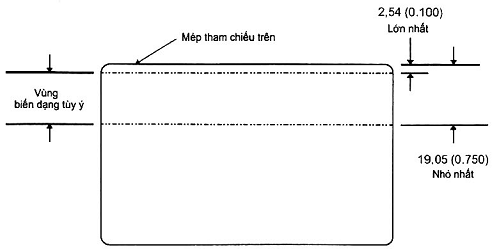 2,54 (0.100)
Lớn nhất
Mép tham chiếu trên
Vùng
biến dạng tùy ý
19,05 (0.750)
Nhỏ nhất